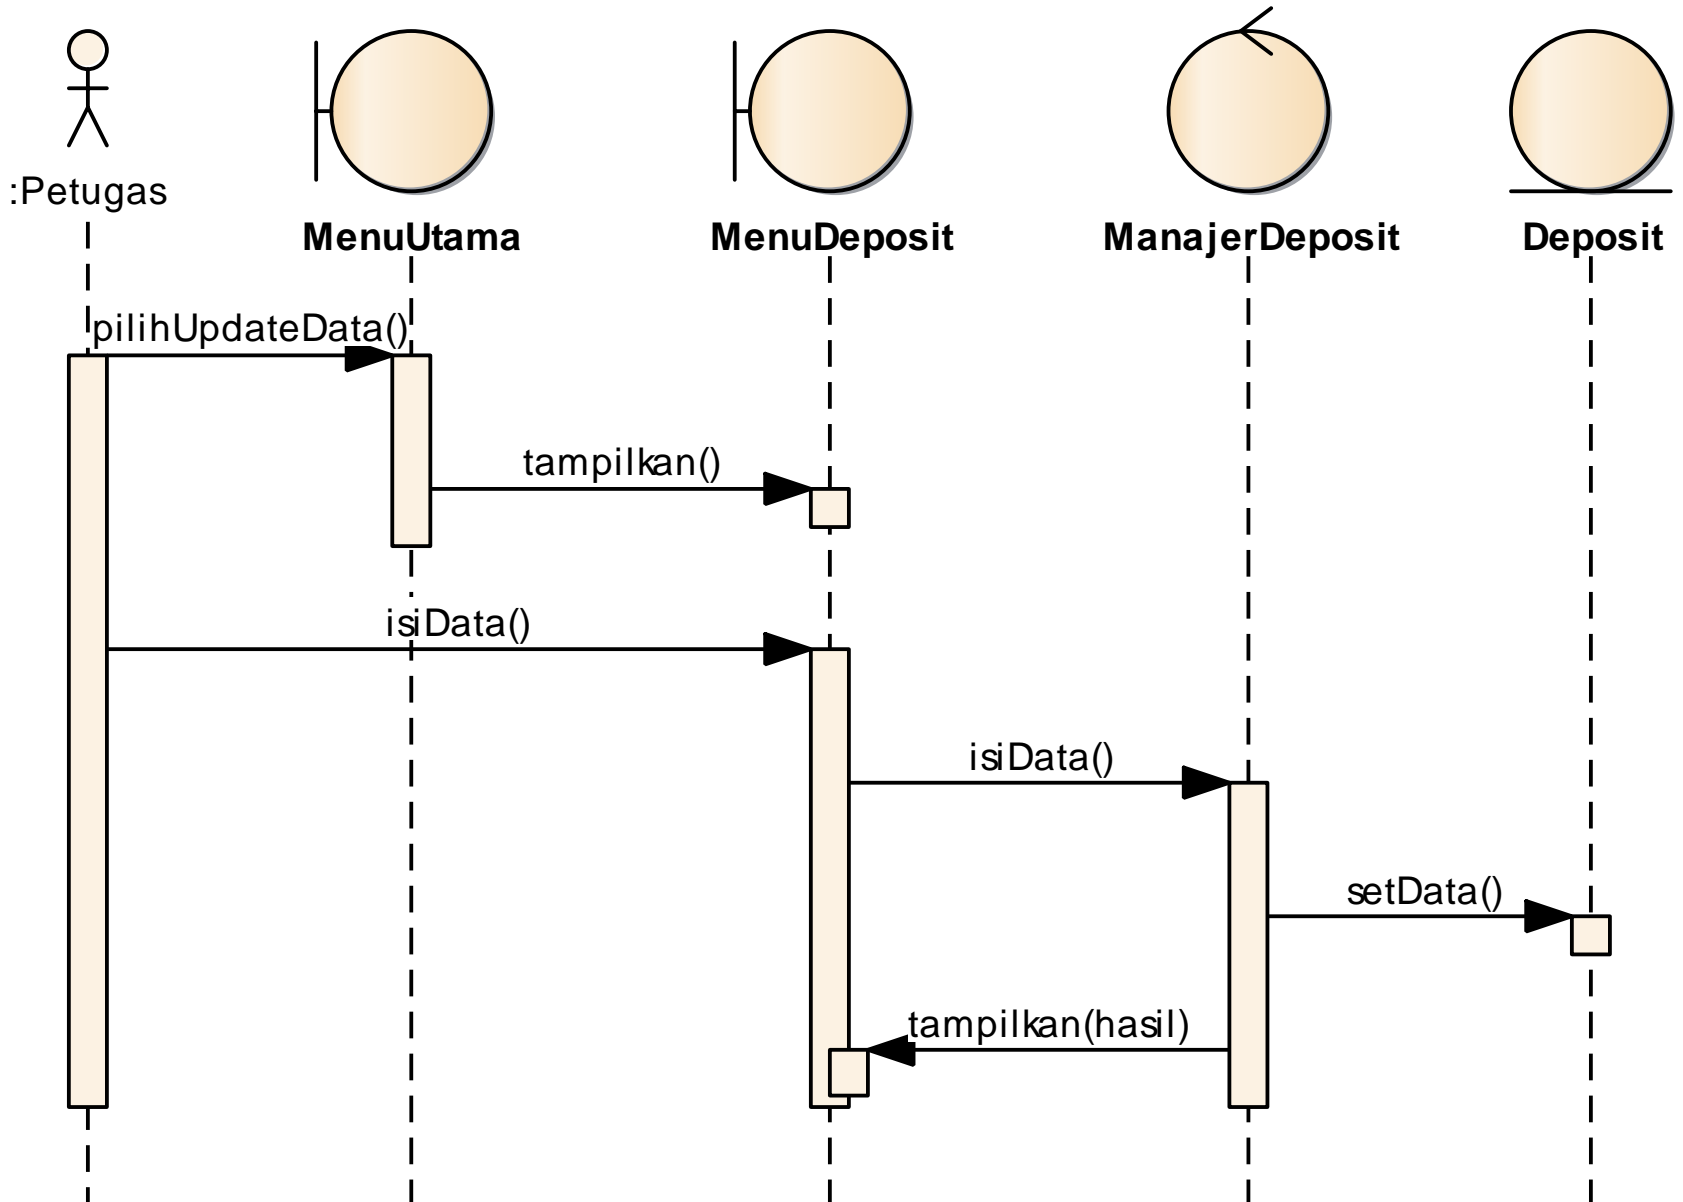 :Petugas
MenuUtama
MenuDeposit
ManajerDeposit
Deposit
pilihUpdateData()
tampilkan()
isiData()
isiData()
setData()
tampilkan(hasil)